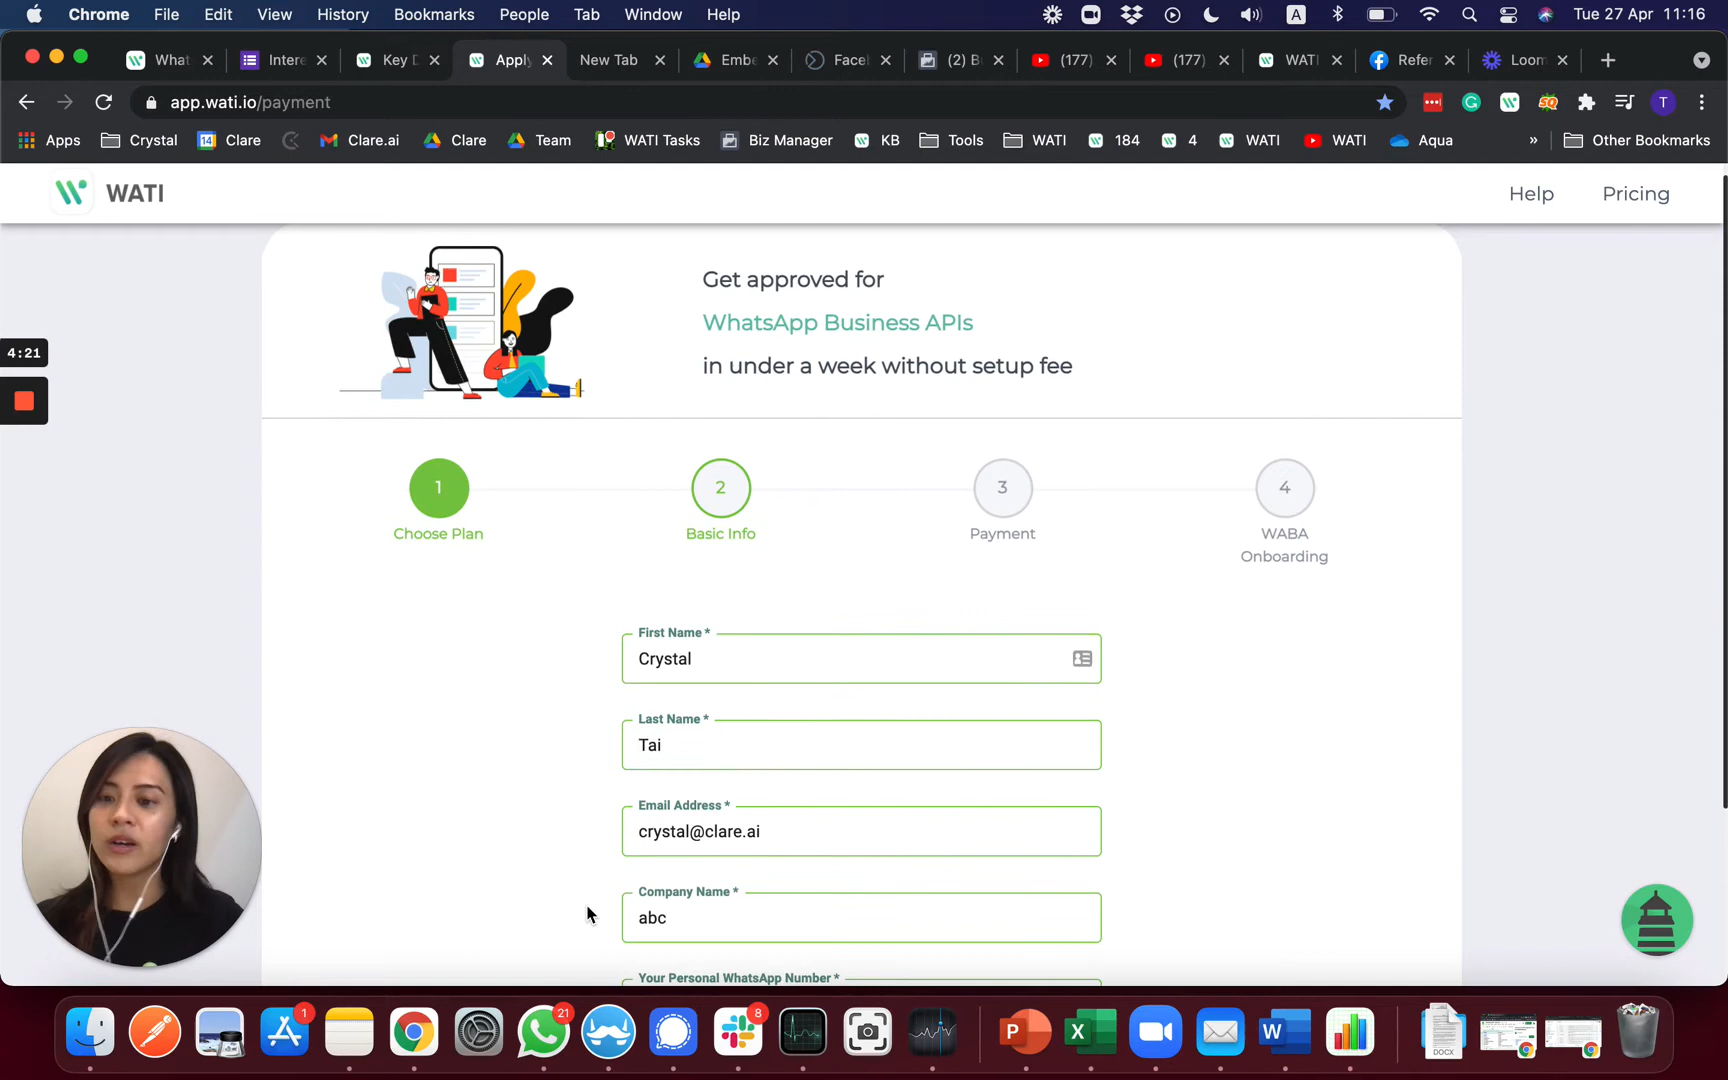 Chrome File Edit View History Bookmarks People Tab Window Help A Tue 27 Apr 11:16
What Intere Key D Apply New Tab Embe Facel (2) B (177) (177) WATI Refer Loom
app.wati.io/payment T
Apps Crystal 14 Clare Clare.ai Clare Team WATI Tasks Biz Manager KB Tools WATI 184 4 WATI WATI Aqua » Other Bookmarks
WATI Help Pricing
Get approved for
WhatsApp Business APIs
in under a week without setup fee
4:21
1 2 3 4
Choose Plan Basic Info Payment WABA
Onboarding
First Name *
Crystal
Last Name *
Tai
Email Address *
crystal@clare.ai
Company Name *
abc
Your Personal WhatsApp Number *
1 21 8 P X W DOCX